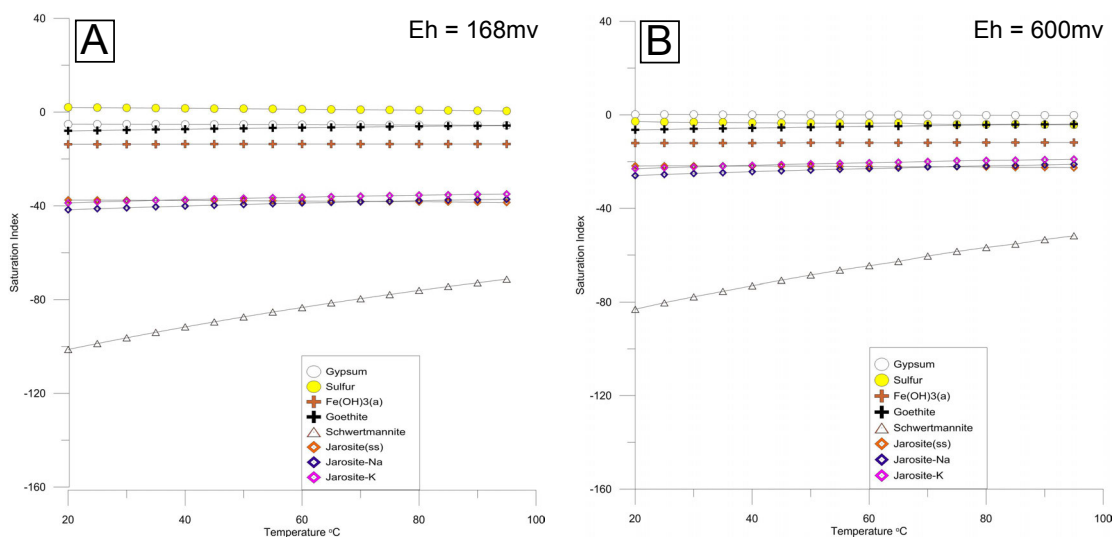 A
Eh = 168mv
40
0
-40
-80
-120
-160
Saturation Index
20
40
60
80
100
Temperature ºC
Gypsum
Sulfur
Fe(OH)3(a)
Goethite
Schwertmannite
Jarosite(ss)
Jarosite-Na
Jarosite-K
B
Eh = 600mv
40
0
-40
-80
-120
-160
Saturation Index
20
40
60
80
100
Temperature ºC
Gypsum
Sulfur
Fe(OH)3(a)
Goethite
Schwertmannite
Jarosite(ss)
Jarosite-Na
Jarosite-K